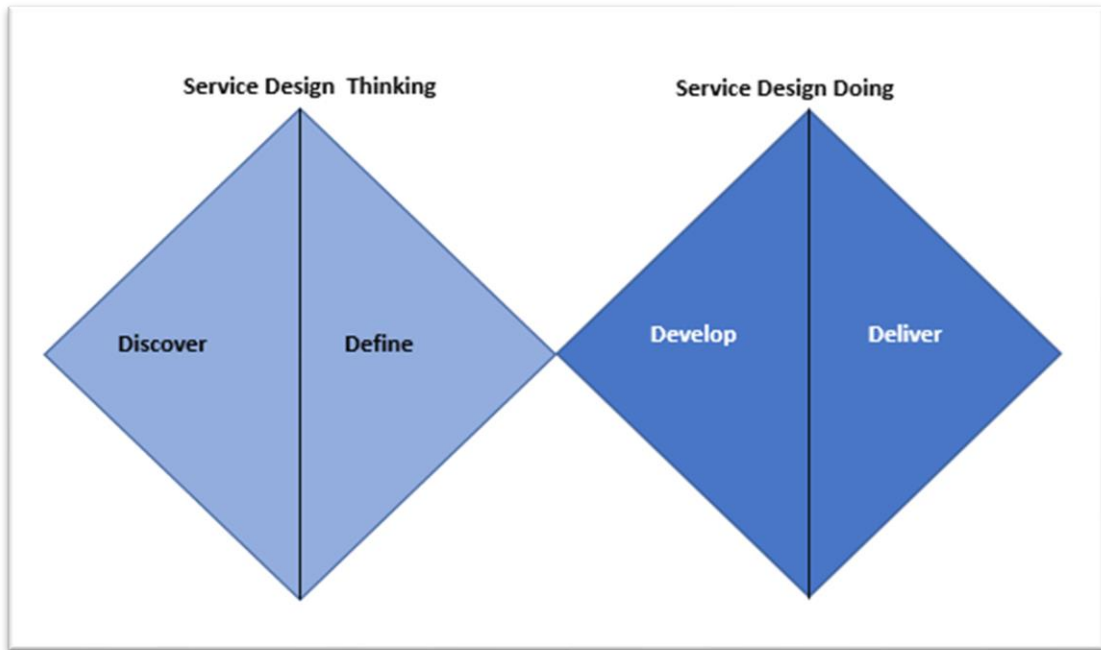 Service Design Thinking
Service Design Doing
Discover
Define
Develop
Deliver